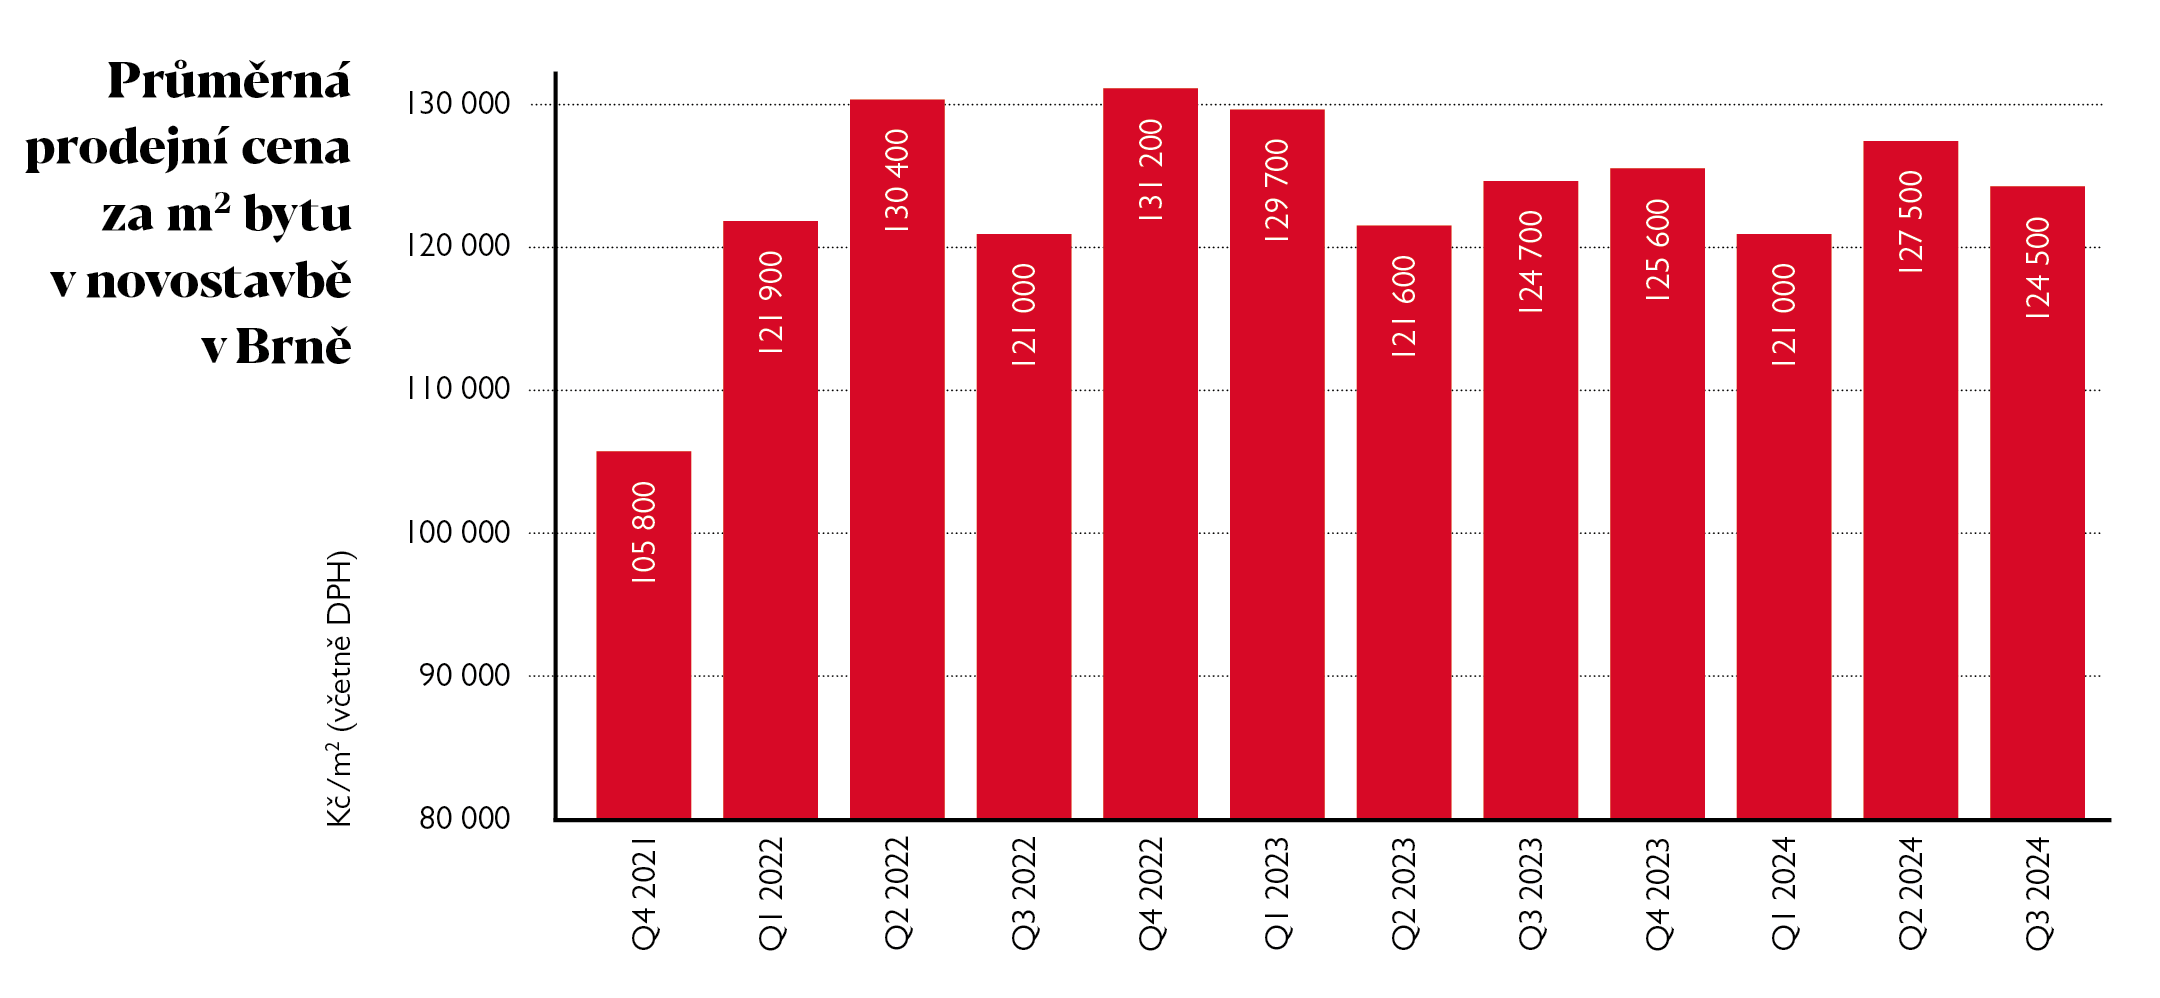 Průměrná
prodejní cena
za m² bytu
v novostavbě
v Brně
Kč/m² (včetně DPH)
130 000
120 000
110 000
100 000
90 000
80 000
105 800
121 900
130 400
121 000
131 200
129 700
121 600
124 700
125 600
121 000
127 500
124 500
Q4 2021
Q1 2022
Q2 2022
Q3 2022
Q4 2022
Q1 2023
Q2 2023
Q3 2023
Q4 2023
Q1 2024
Q2 2024
Q3 2024